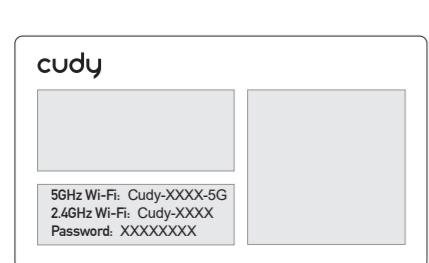 cudy
5GHz Wi-Fi: Cudy-XXXX-5G
2.4GHz Wi-Fi: Cudy-XXXX
Password: XXXXXXXX